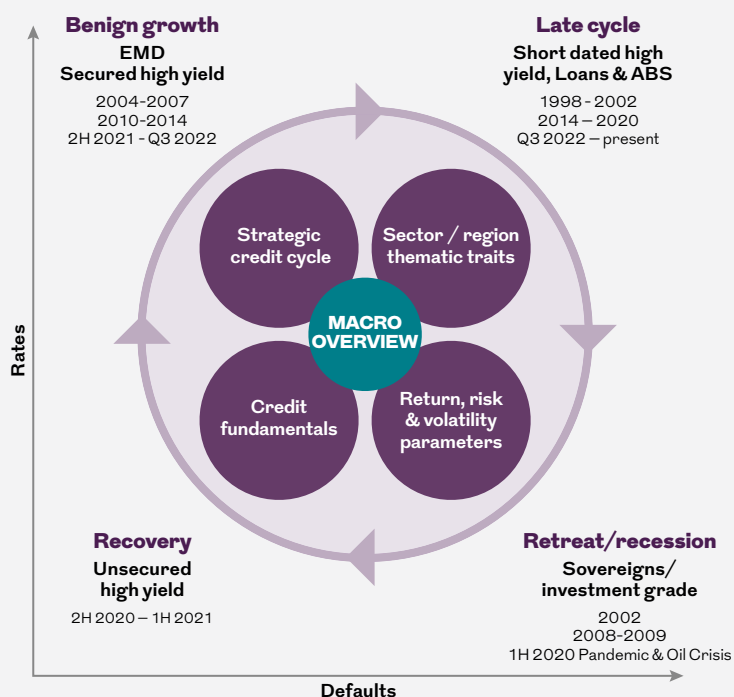 Benign growth
EMD
Secured high yield
2004-2007
2010-2014
2H 2021 - Q3 2022
Late cycle
Short dated high
yield, Loans & ABS
1998 - 2002
2014 – 2020
Q3 2022 – present
Strategic
credit cycle
Sector / region
thematic traits
MACRO
OVERVIEW
Credit
fundamentals
Return, risk
& volatility
parameters
Rates
Recovery
Unsecured
high yield
2H 2020 – 1H 2021
Retreat/recession
Sovereigns/
investment grade
2002
2008-2009
1H 2020 Pandemic & Oil Crisis
Defaults